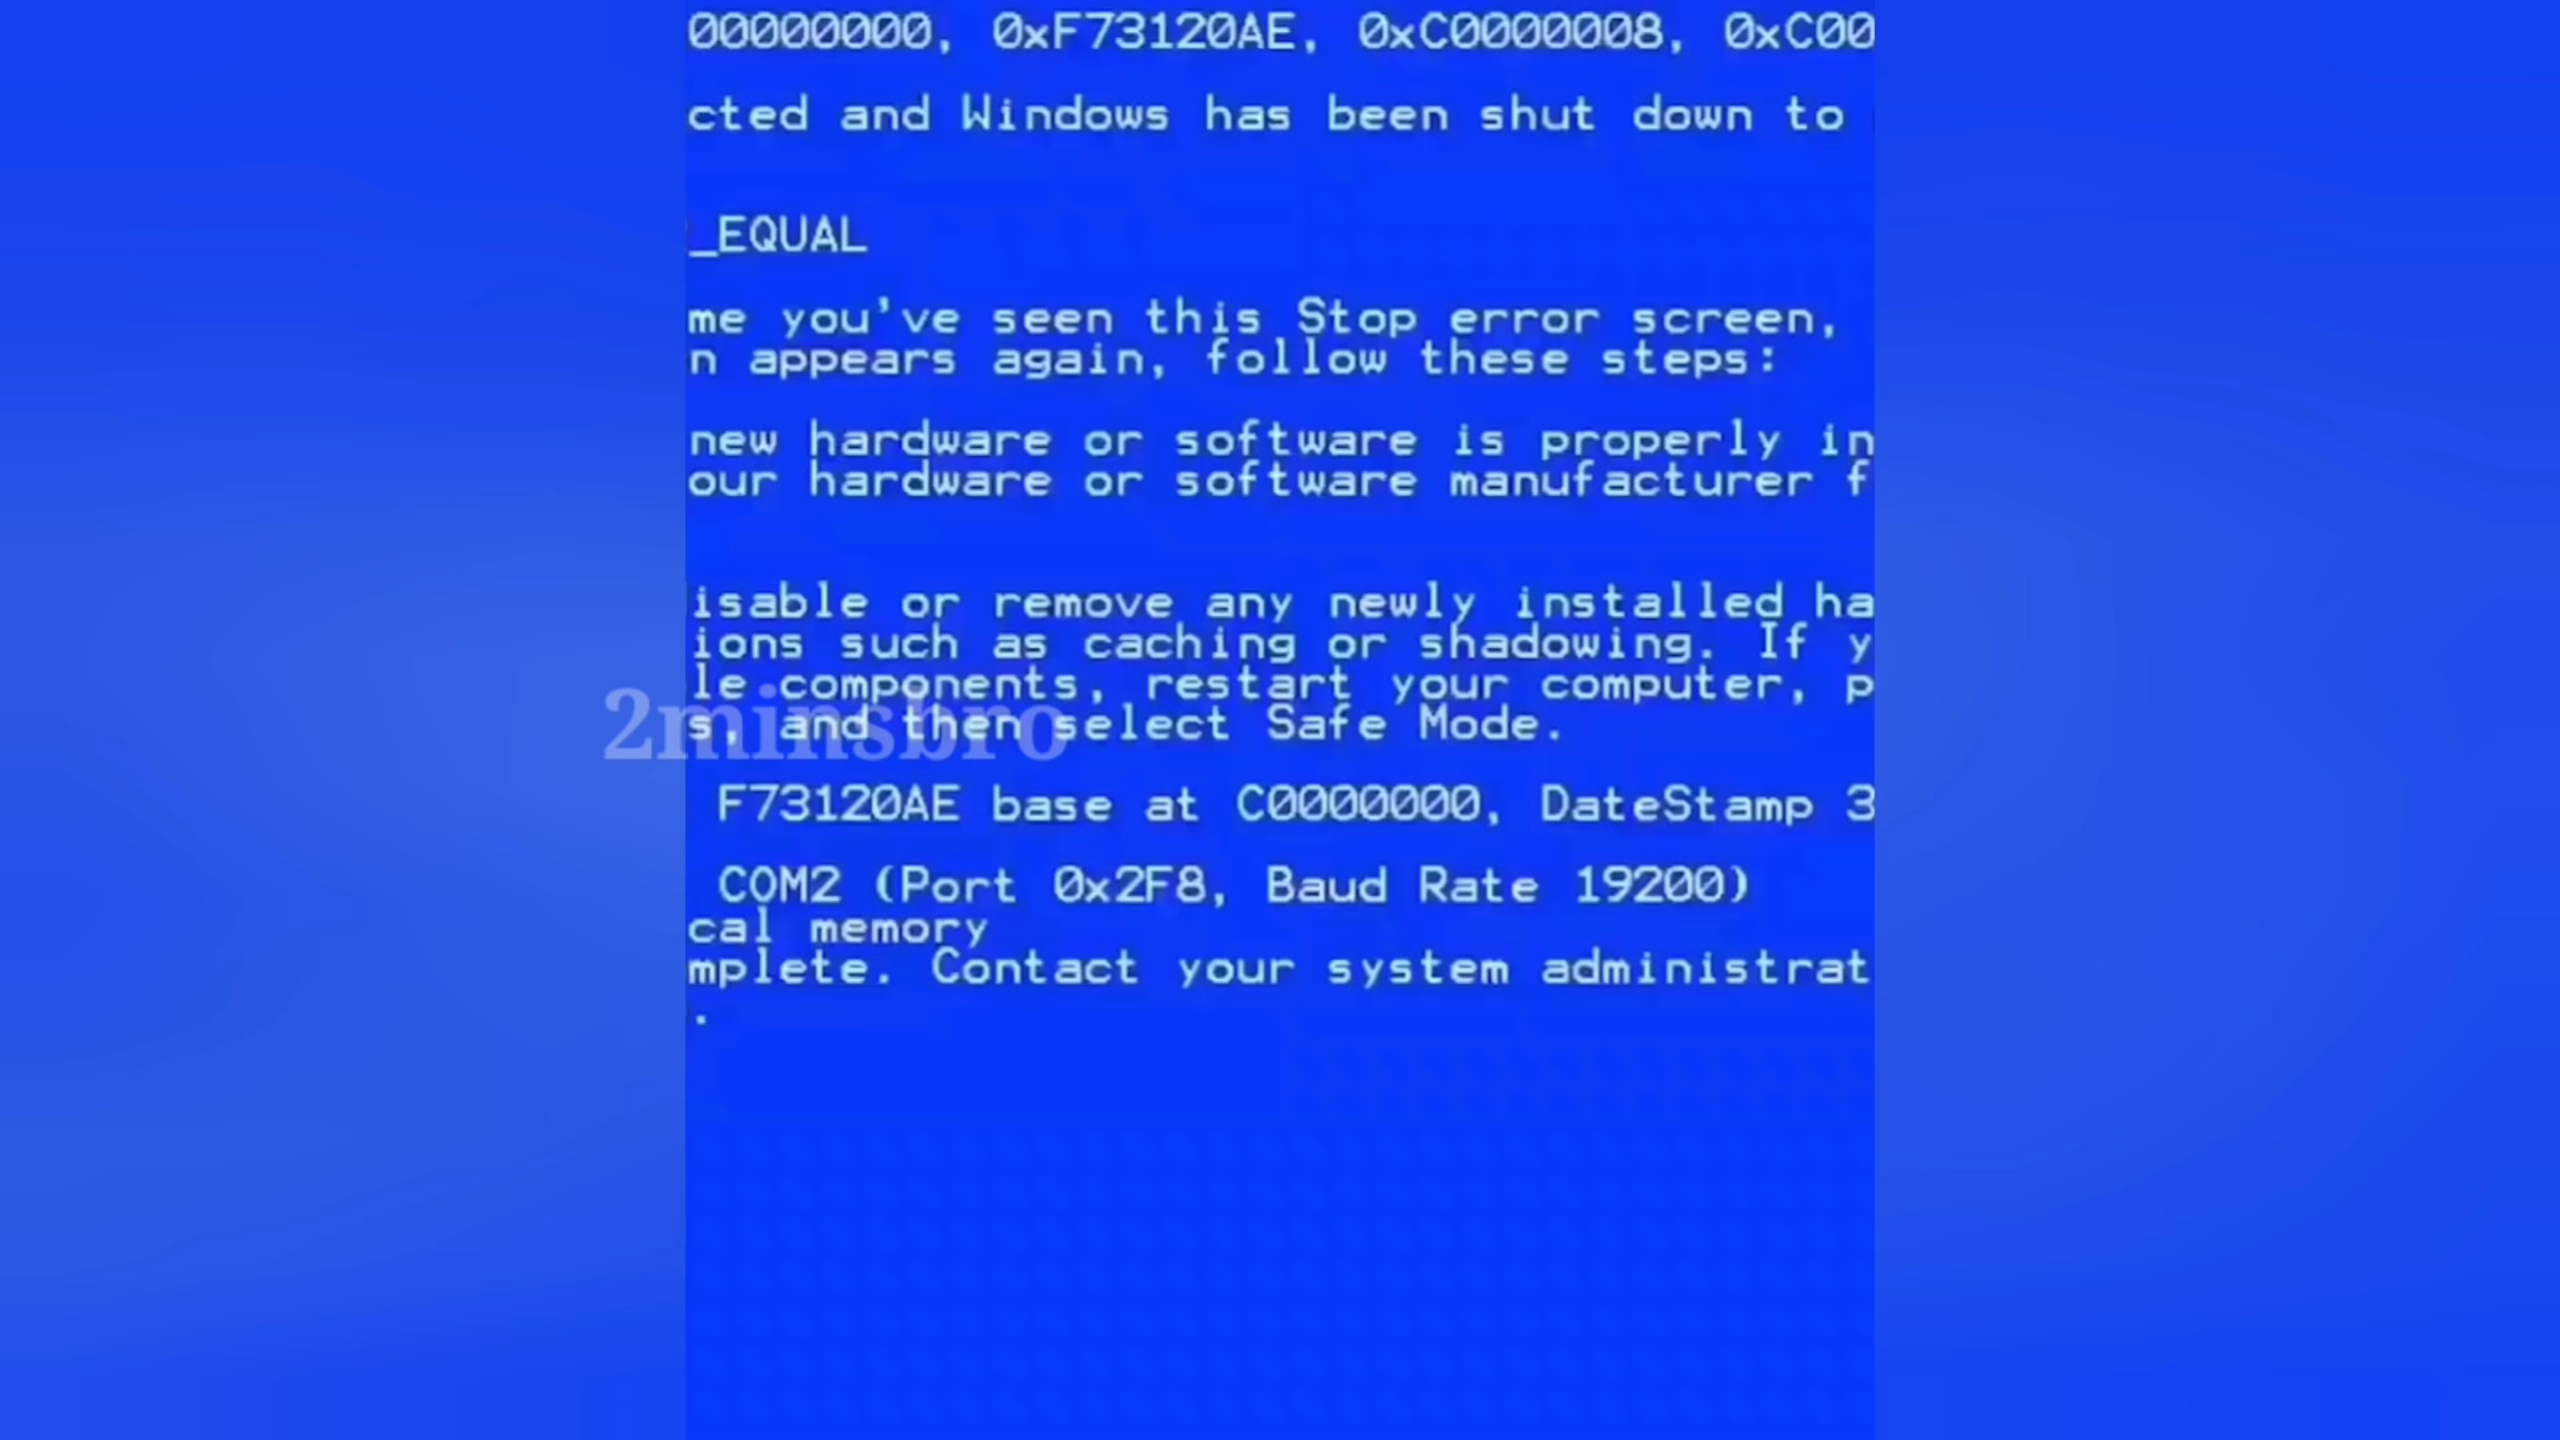 00000000, 0xF73120AE, 0xC0000008, 0xC00
cted and Windows has been shut down to
_EQUAL
me you've seen this Stop error screen,
n appears again, follow these steps:
new hardware or software is properly in
our hardware or software manufacturer f
isable or remove any newly installed ha
ions such as caching or shadowing. If y
le components, restart your computer, p
s, and then select Safe Mode.
2minsbro
F73120AE base at C0000000, DateStamp 3
COM2 (Port 0x2F8, Baud Rate 19200)
cal memory
mplete. Contact your system administrat
.